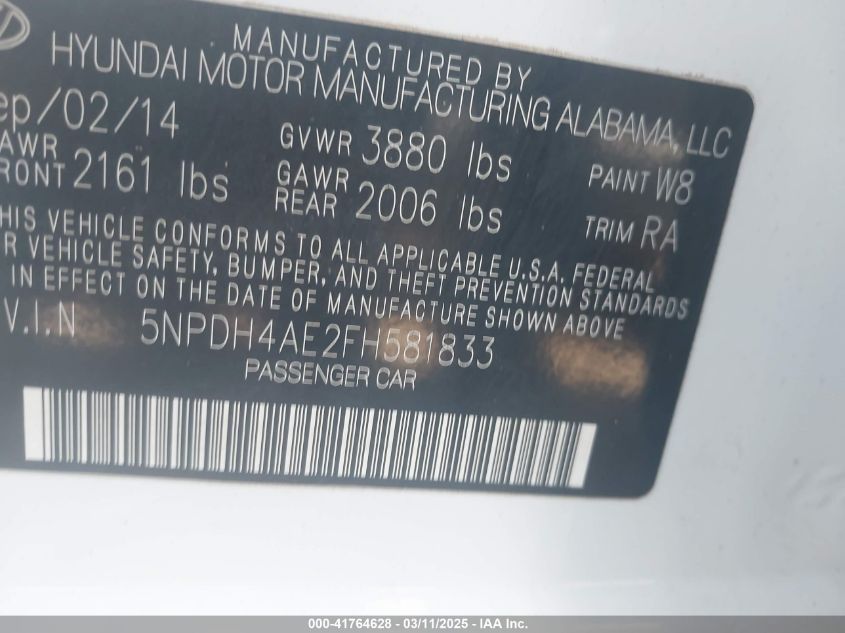 MANUFACTURED BY
HYUNDAI MOTOR MANUFACTURING ALABAMA, LLC
ep/02/14
GVWR 3880 lbs
PAINT W8
AWR
RONT 2161 lbs
GAWR
REAR 2006 lbs
TRIM RA
HIS VEHICLE CONFORMS TO ALL APPLICABLE U.S.A. FEDERAL
R VEHICLE SAFETY, BUMPER, AND THEFT PREVENTION STANDARDS
IN EFFECT ON THE DATE OF MANUFACTURE SHOWN ABOVE
V.I.N 5NPDH4AE2FH581833
PASSENGER CAR
000-41764628 - 03/11/2025 - IAA Inc.